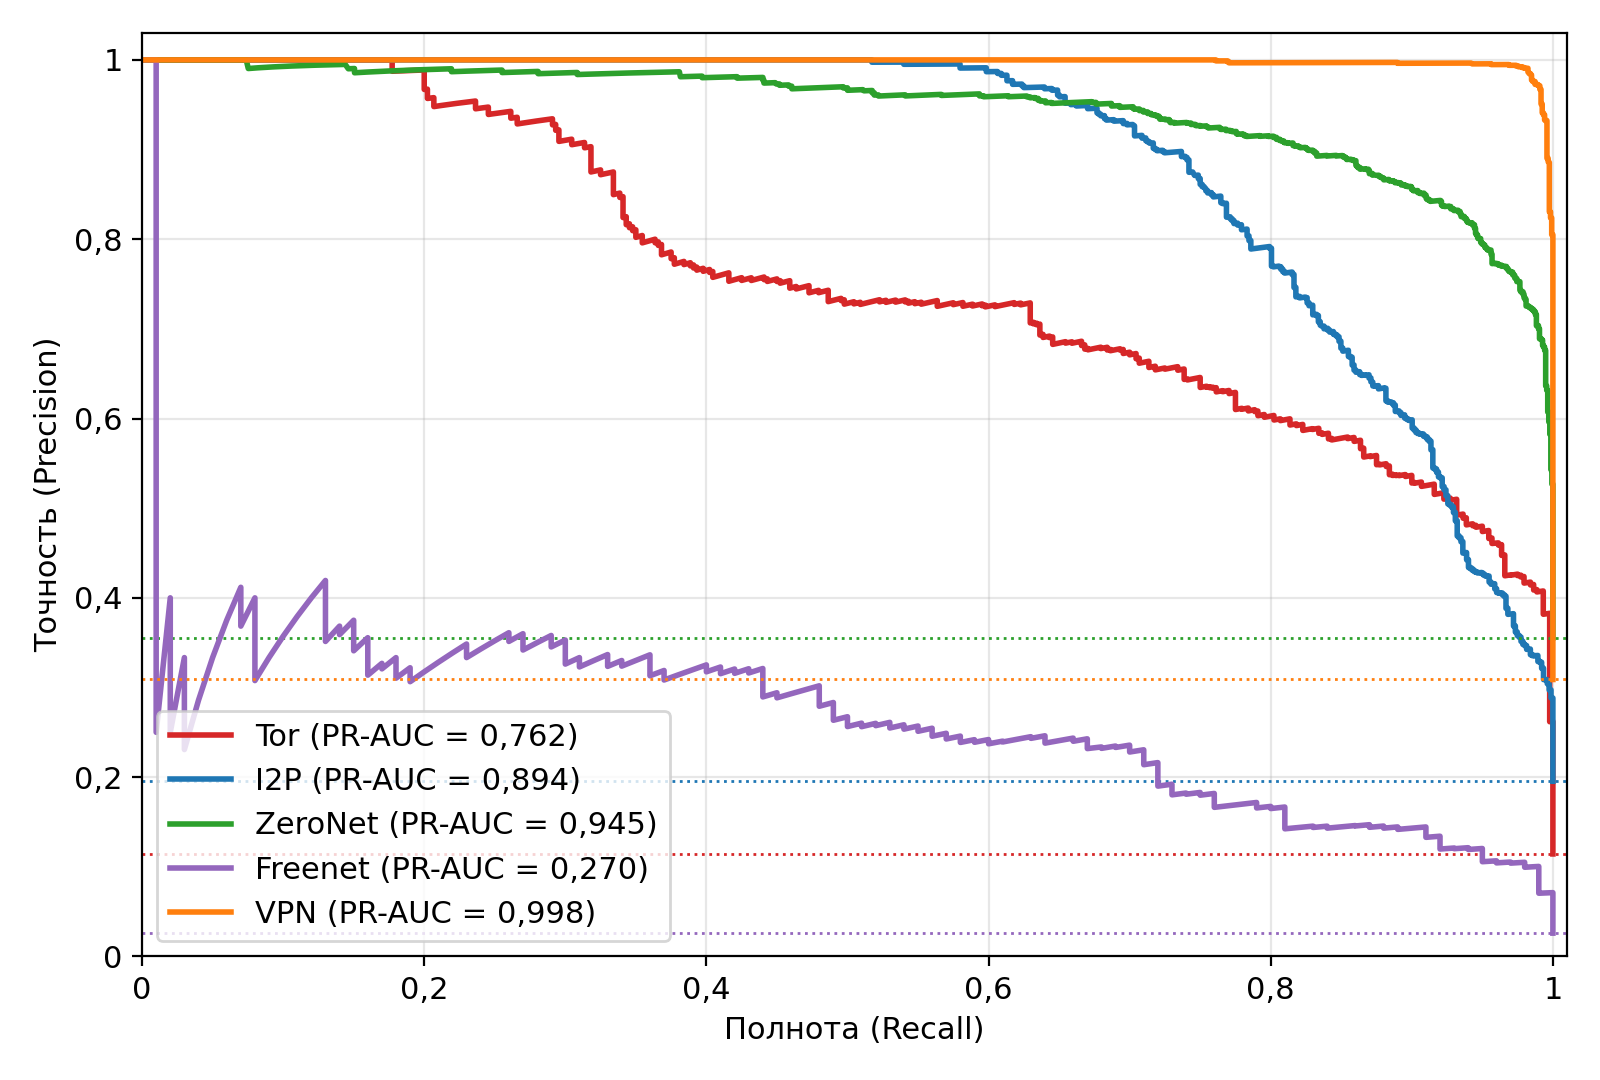 1
0,8
0,6
0,4
0,2
0
Точность (Precision)
Tor (PR-AUC = 0,762)
I2P (PR-AUC = 0,894)
ZeroNet (PR-AUC = 0,945)
Freenet (PR-AUC = 0,270)
VPN (PR-AUC = 0,998)
0 0,2 0,4 0,6 0,8 1
Полнота (Recall)